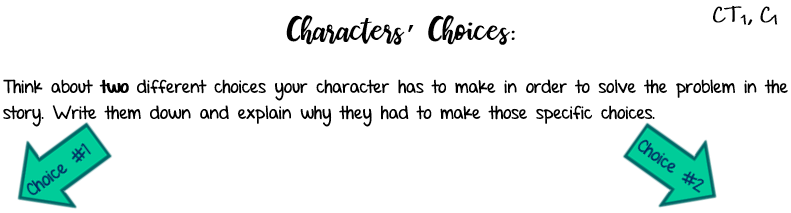 CT1, C1
Characters' Choices:
Think about two different choices your character has to make in order to solve the problem in the
story. Write them down and explain why they had to make those specific choices.
Choice #1
Choice #2